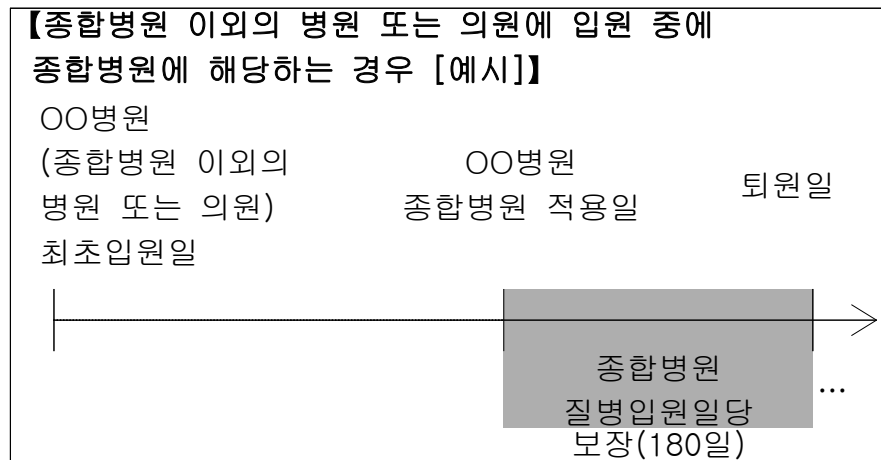 【종합병원 이외의 병원 또는 의원에 입원 중에
종합병원에 해당하는 경우 [예시]】
OO병원
(종합병원 이외의
병원 또는 의원)
최초입원일
OO병원
종합병원 적용일
퇴원일
종합병원
질병입원일당
보장(180일)
...